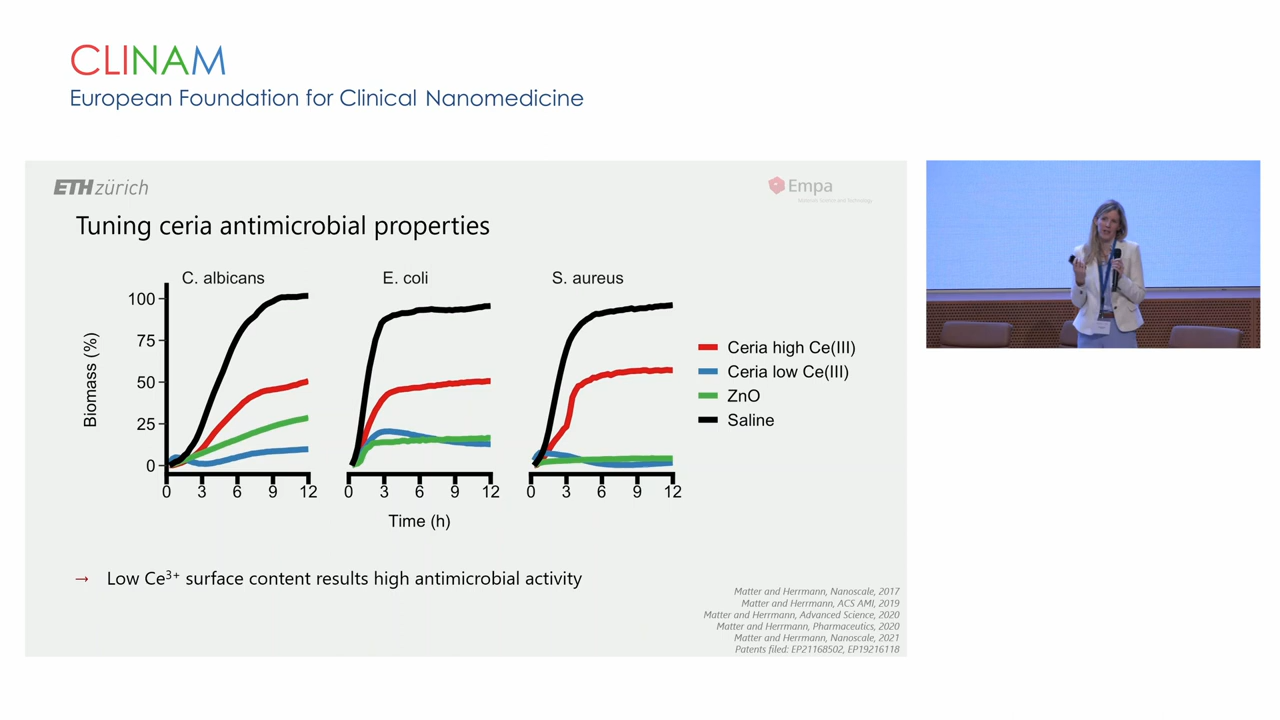 CLINAM
European Foundation for Clinical Nanomedicine
ETH zürich
Empa
Materials Science and Technology
Tuning ceria antimicrobial properties
C. albicans
E. coli
S. aureus
Biomass (%)
100
75
50
25
0
0 3 6 9 12
0 3 6 9 12
0 3 6 9 12
Time (h)
Ceria high Ce(III)
Ceria low Ce(III)
ZnO
Saline
→ Low Ce³⁺ surface content results high antimicrobial activity
Matter and Herrmann, Nanoscale, 2017
Matter and Herrmann, ACS AMI, 2019
Matter and Herrmann, Advanced Science, 2020
Matter and Herrmann, Pharmaceutics, 2020
Matter and Herrmann, Nanoscale, 2021
Patents filed: EP21168502, EP19216118